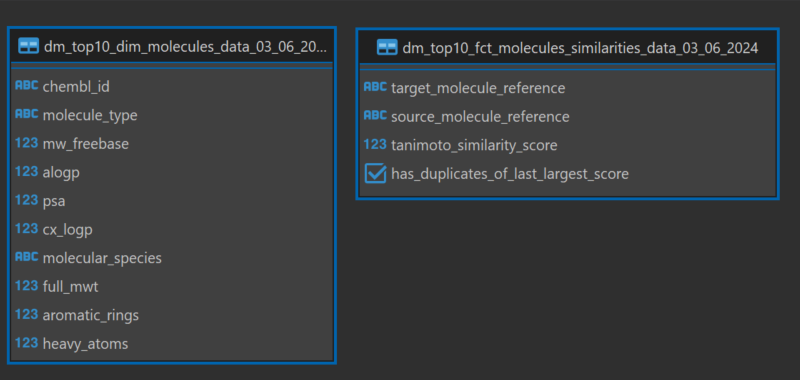 dm_top10_dim_molecules_data_03_06_20...
ABC chembl_id
ABC molecule_type
123 mw_freebase
123 alogp
123 psa
123 cx_logp
ABC molecular_species
123 full_mwt
123 aromatic_rings
123 heavy_atoms
dm_top10_fct_molecules_similarities_data_03_06_2024
ABC target_molecule_reference
ABC source_molecule_reference
123 tanimoto_similarity_score
has_duplicates_of_last_largest_score